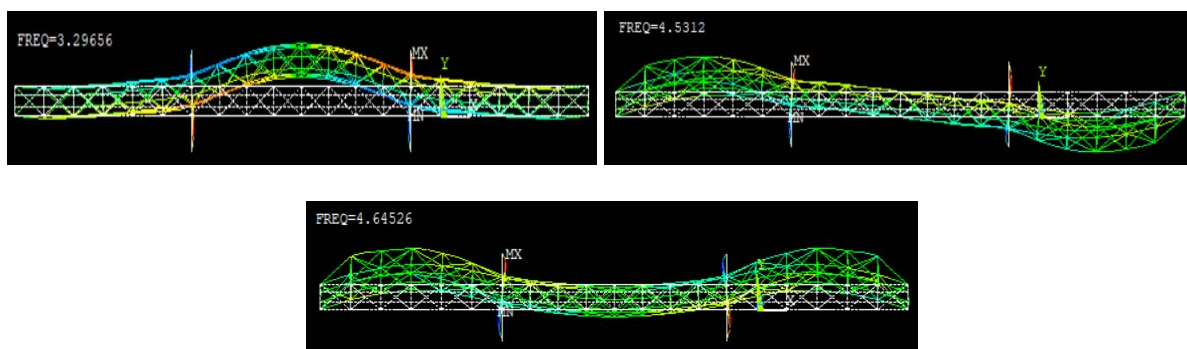 FREQ=3.29656
MX
Y
MN
FREQ=4.5312
MX
Y
MN
X
FREQ=4.64526
MX
MN
X